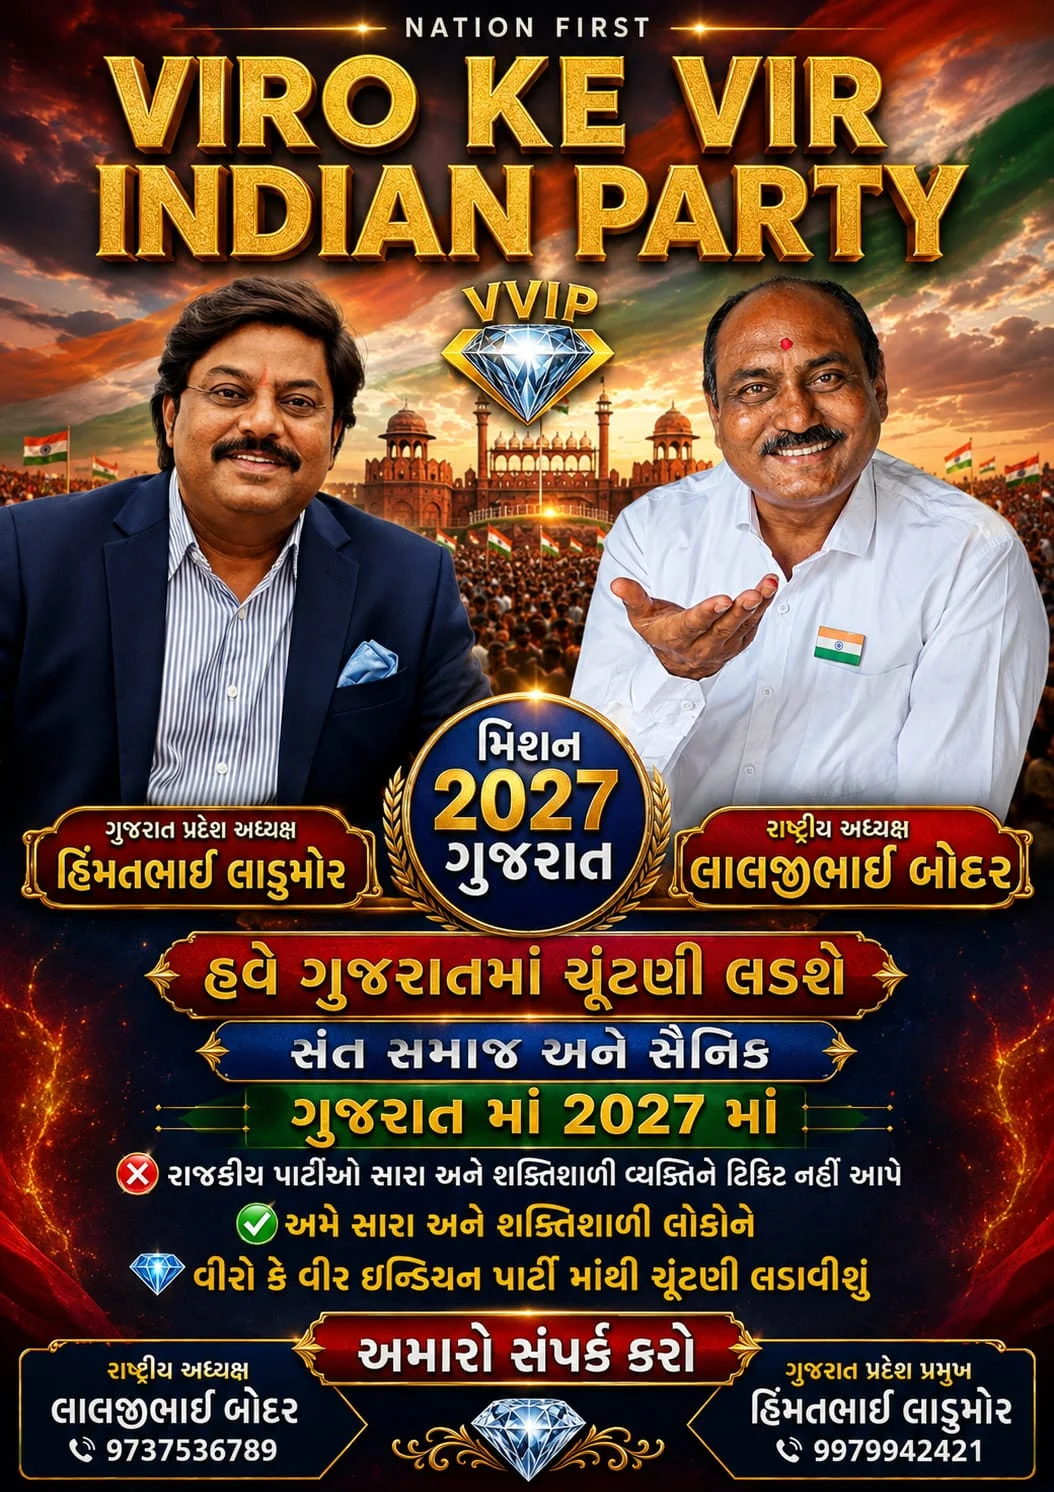 NATION FIRST
VIRO KE VIR
INDIAN PARTY
VVIP
મિશન
2027
ગુજરાત
ગુજરાત પ્રદેશ અધ્યક્ષ
હિંમતભાઈ લાડુમોર
રાષ્ટ્રીય અધ્યક્ષ
લાલજીભાઈ બોદર
હવે ગુજરાતમાં ચૂંટણી લડશે
સંત સમાજ અને સૈનિક
ગુજરાત માં 2027 માં
રાજકીય પાર્ટીઓ સારા અને શક્તિશાળી વ્યક્તિને ટિકિટ નહીં આપે
અમે સારા અને શક્તિશાળી લોકોને
વીરો કે વીર ઇન્ડિયન પાર્ટી માંથી ચૂંટણી લડાવીશું
અમારો સંપર્ક કરો
રાષ્ટ્રીય અધ્યક્ષ
લાલજીભાઈ બોદર
9737536789
ગુજરાત પ્રદેશ પ્રમુખ
હિંમતભાઈ લાડુમોર
9979942421